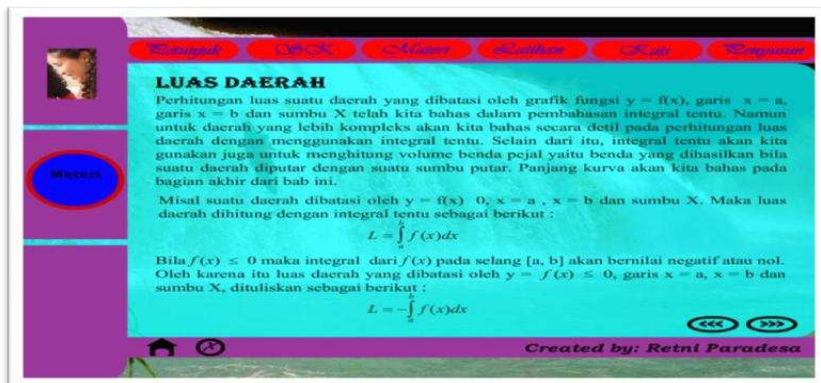 Petunjuk SK Materi Latihan Kuis Penyusun
LUAS DAERAH
Perhitungan luas suatu daerah yang dibatasi oleh grafik fungsi y = f(x), garis x = a,
garis x = b dan sumbu X telah kita bahas dalam pembahasan integral tentu. Namun
untuk daerah yang lebih kompleks akan kita bahas secara detil pada perhitungan luas
daerah dengan menggunakan integral tentu. Selain dari itu, integral tentu akan kita
gunakan juga untuk menghitung volume benda pejal yaitu benda yang dihasilkan bila
suatu daerah diputar dengan suatu sumbu putar. Panjang kurva akan kita bahas pada
bagian akhir dari bab ini.
Materi
Misal suatu daerah dibatasi oleh y = f(x) 0, x = a , x = b dan sumbu X. Maka luas
daerah dihitung dengan integral tentu sebagai berikut :
L = ∫_a^b f(x)dx
Bila f(x) ≤ 0 maka integral dari f(x) pada selang [a, b] akan bernilai negatif atau nol.
Oleh karena itu luas daerah yang dibatasi oleh y = f(x) ≤ 0, garis x = a, x = b dan
sumbu X, dituliskan sebagai berikut :
L = -∫_a^b f(x)dx
<<< >>>
Created by: Retni Paradesa